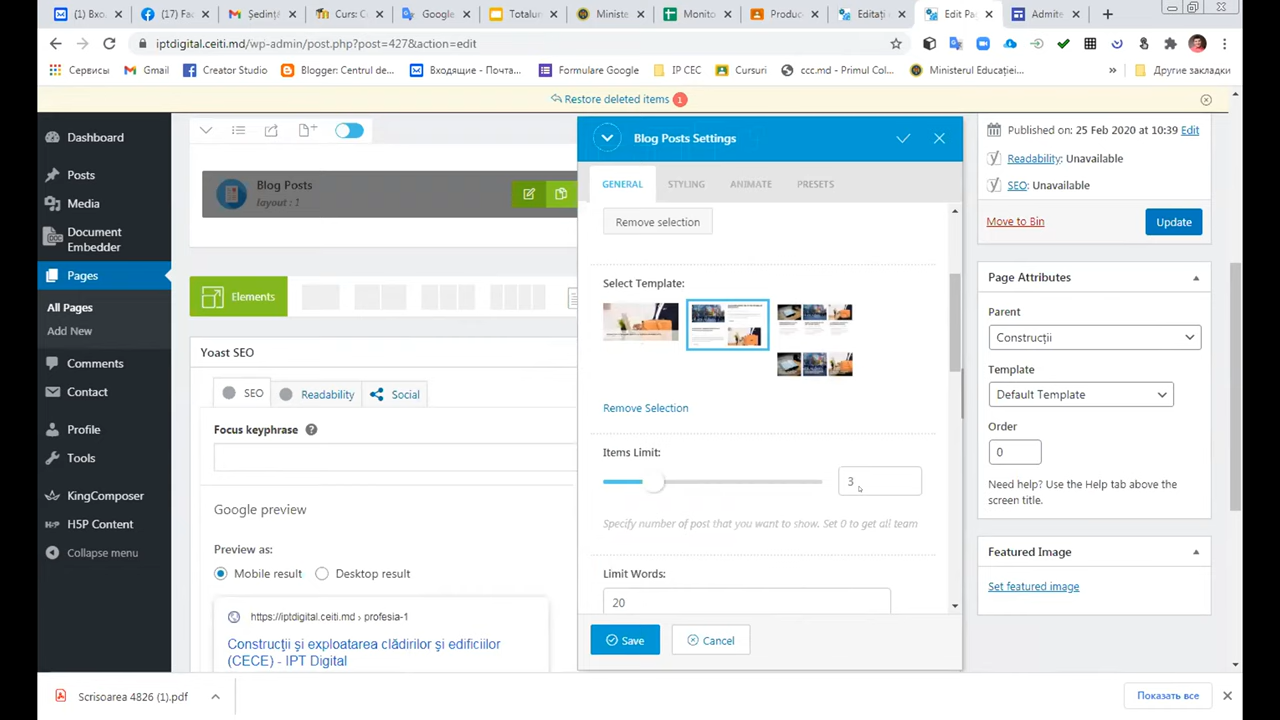 (1) Вхо
(17) Fac
Ședinț
Curs: C
Google
Totalun
Ministe
Monito
Produc
Editați
Edit Pa
Admite
iptdigital.ceiti.md/wp-admin/post.php?post=427&action=edit
Сервисы
Gmail
Creator Studio
Blogger: Centrul de...
Входящие - Почта...
Formulare Google
IP CEC
Cursuri
ccc.md - Primul Col...
Ministerul Educației...
»
Другие закладки
Restore deleted items 1
Dashboard
Posts
Media
Document
Embedder
Pages
All Pages
Add New
Comments
Contact
Profile
Tools
KingComposer
H5P Content
Collapse menu
Blog Posts
layout : 1
Elements
Yoast SEO
SEO
Readability
Social
Focus keyphrase
Google preview
Preview as:
Mobile result
Desktop result
https://iptdigital.ceiti.md › profesia-1
Construcții și exploatarea clădirilor și edificiilor
(CECE) - IPT Digital
Blog Posts Settings
GENERAL
STYLING
ANIMATE
PRESETS
Remove selection
Select Template:
Remove Selection
Items Limit:
3
Specify number of post that you want to show. Set 0 to get all team
Limit Words:
20
Save
Cancel
Published on: 25 Feb 2020 at 10:39 Edit
Readability: Unavailable
SEO: Unavailable
Move to Bin
Update
Page Attributes
Parent
Construcții
Template
Default Template
Order
0
Need help? Use the Help tab above the
screen title.
Featured Image
Set featured image
Scrisoarea 4826 (1).pdf
Показать все